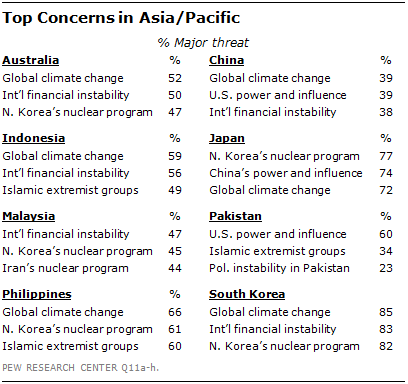 Top Concerns in Asia/Pacific
% Major threat
Australia %
Global climate change 52
Int'l financial instability 50
N. Korea's nuclear program 47
China %
Global climate change 39
U.S. power and influence 39
Int'l financial instability 38
Indonesia %
Global climate change 59
Int'l financial instability 56
Islamic extremist groups 49
Japan %
N. Korea's nuclear program 77
China's power and influence 74
Global climate change 72
Malaysia %
Int'l financial instability 47
N. Korea's nuclear program 45
Iran's nuclear program 44
Pakistan %
U.S. power and influence 60
Islamic extremist groups 34
Pol. instability in Pakistan 23
Philippines %
Global climate change 66
N. Korea's nuclear program 61
Islamic extremist groups 60
South Korea %
Global climate change 85
Int'l financial instability 83
N. Korea's nuclear program 82
PEW RESEARCH CENTER Q11a-h.